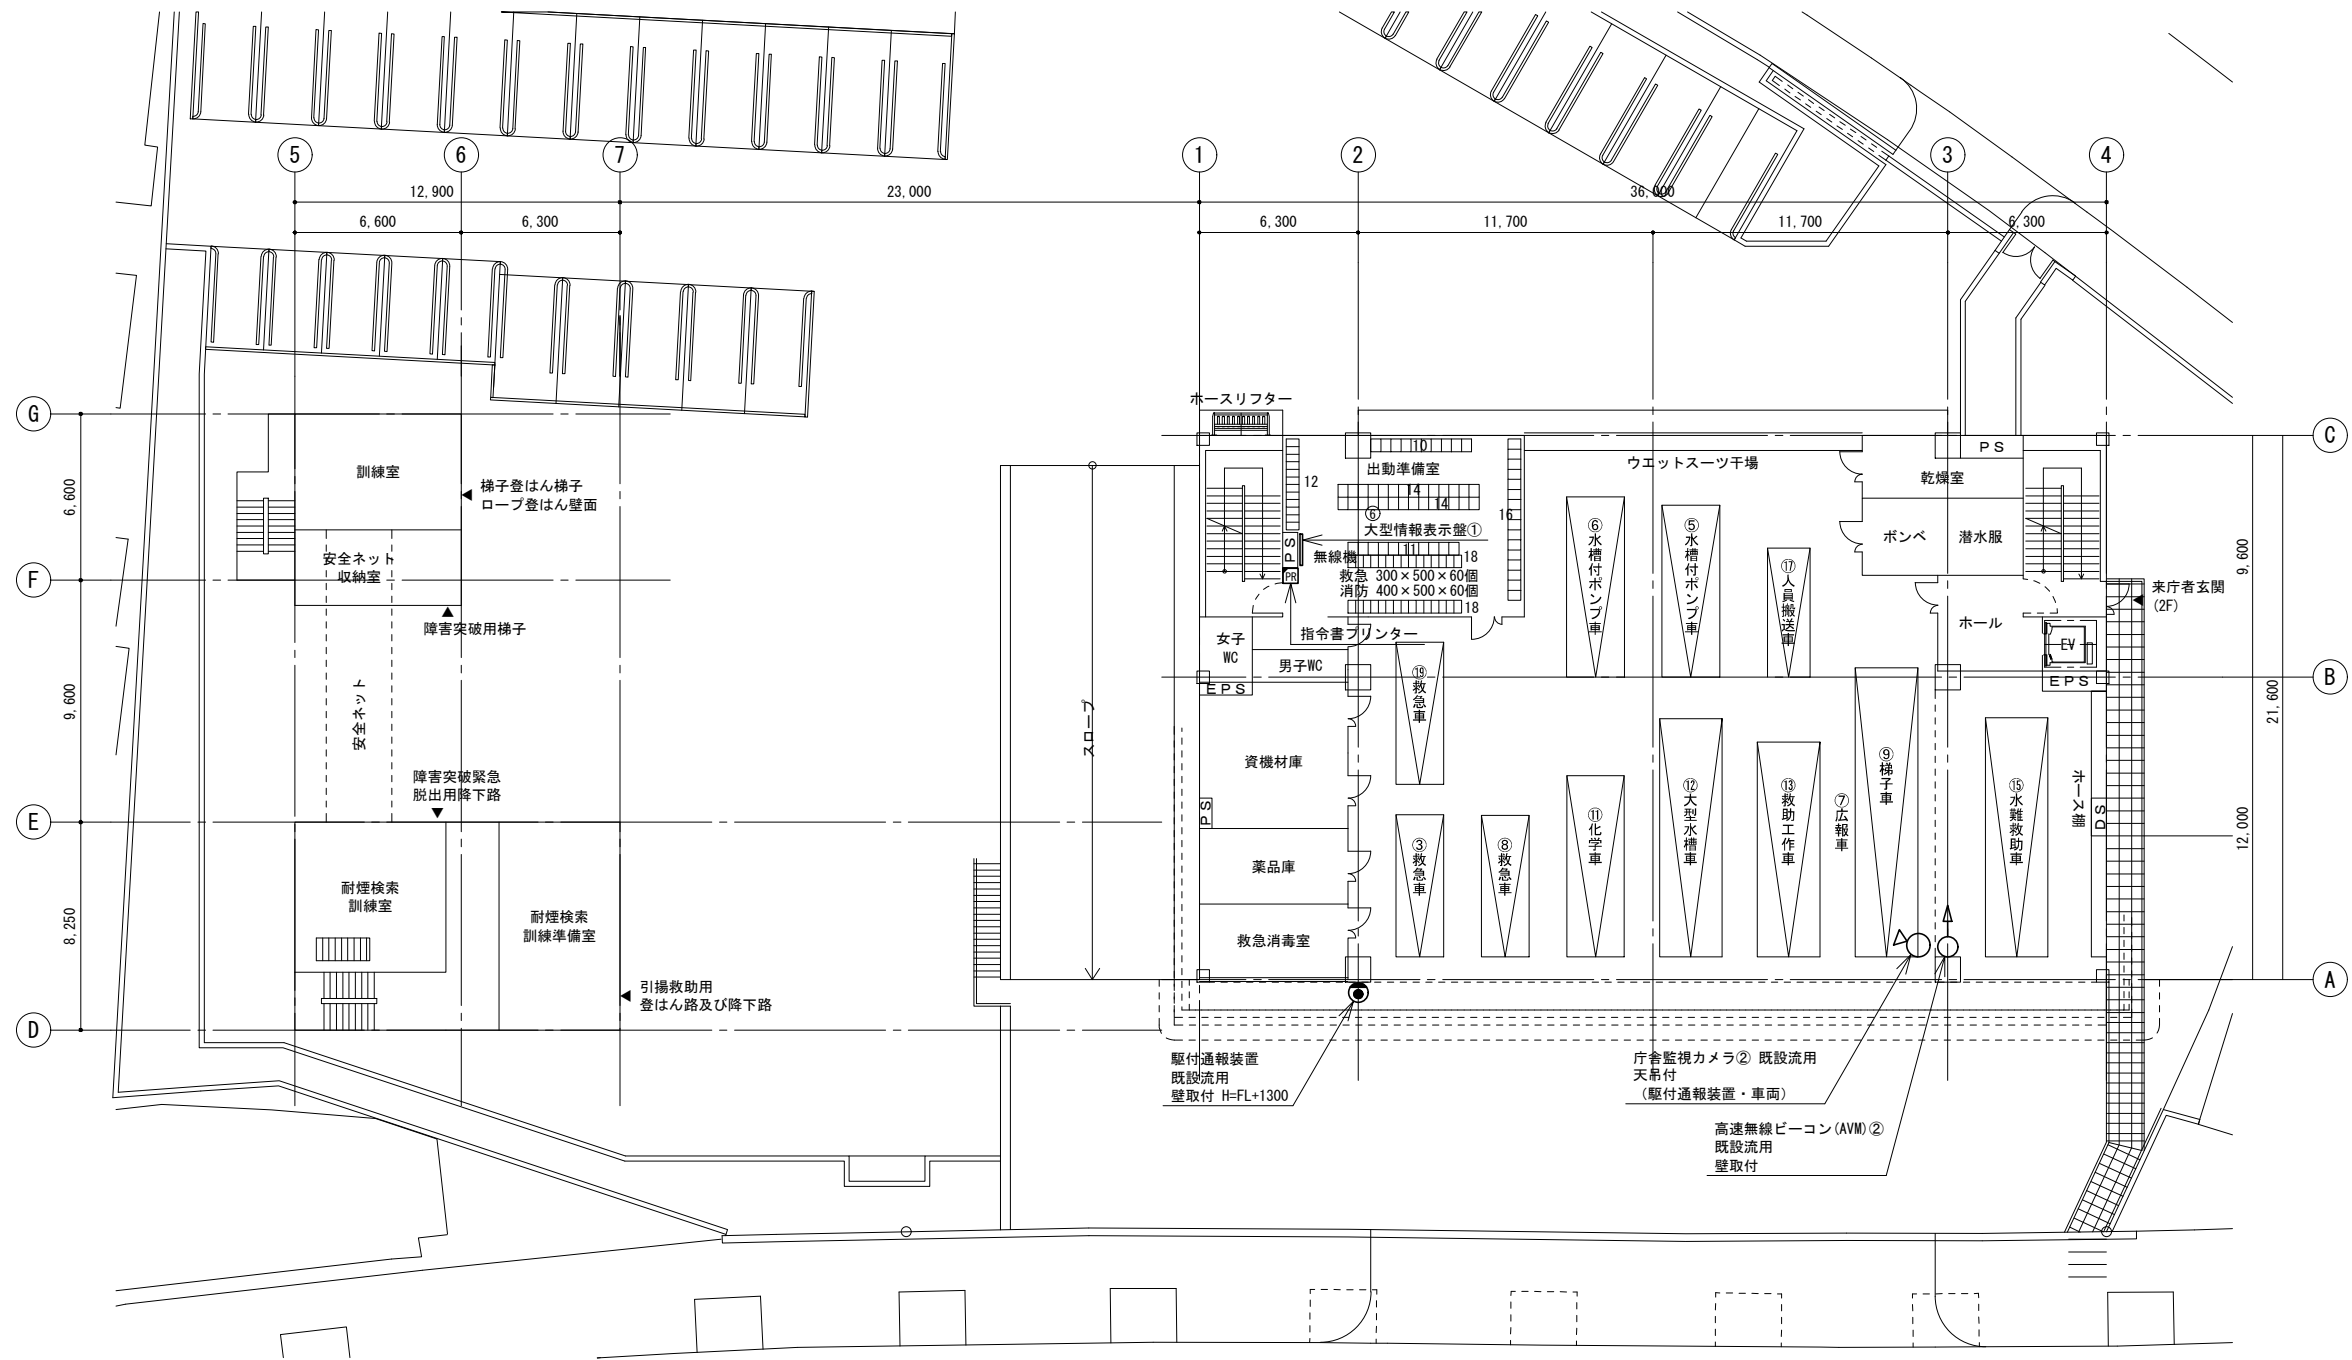 5
6
7
1
2
3
4
12,900
23,000
36,000
6,600
6,300
6,300
11,700
11,700
6,300
G
F
E
D
6,600
9,600
8,250
C
B
A
9,600
12,000
21,600
訓練室
梯子登はん梯子
ロープ登はん壁面
安全ネット
収納室
障害突破用梯子
安全ネット
障害突破緊急
脱出用降下路
耐煙検索
訓練室
耐煙検索
訓練準備室
引揚救助用
登はん路及び降下路
スロープ
ホースリフター
10
出動準備室
12
14
14
16
⑥
大型情報表示盤①
PS
無線機
11
18
PR
救急 300×500×60個
消防 400×500×60個
18
指令書プリンター
女子
WC
男子WC
EPS
資機材庫
PS
薬品庫
救急消毒室
ウエットスーツ干場
PS
乾燥室
ボンベ
潜水服
ホール
EV
EPS
来庁者玄関
(2F)
⑥水槽付ポンプ車
⑤水槽付ポンプ車
⑰人員搬送車
⑲救急車
③救急車
⑧救急車
⑪化学車
⑫大型水槽車
⑬救助工作車
⑦広報車
⑨梯子車
⑮水難救助車
ホース棚
DS
駆付通報装置
既設流用
壁取付 H=FL+1300
庁舎監視カメラ② 既設流用
天吊付
（駆付通報装置・車両）
高速無線ビーコン(AVM)②
既設流用
壁取付